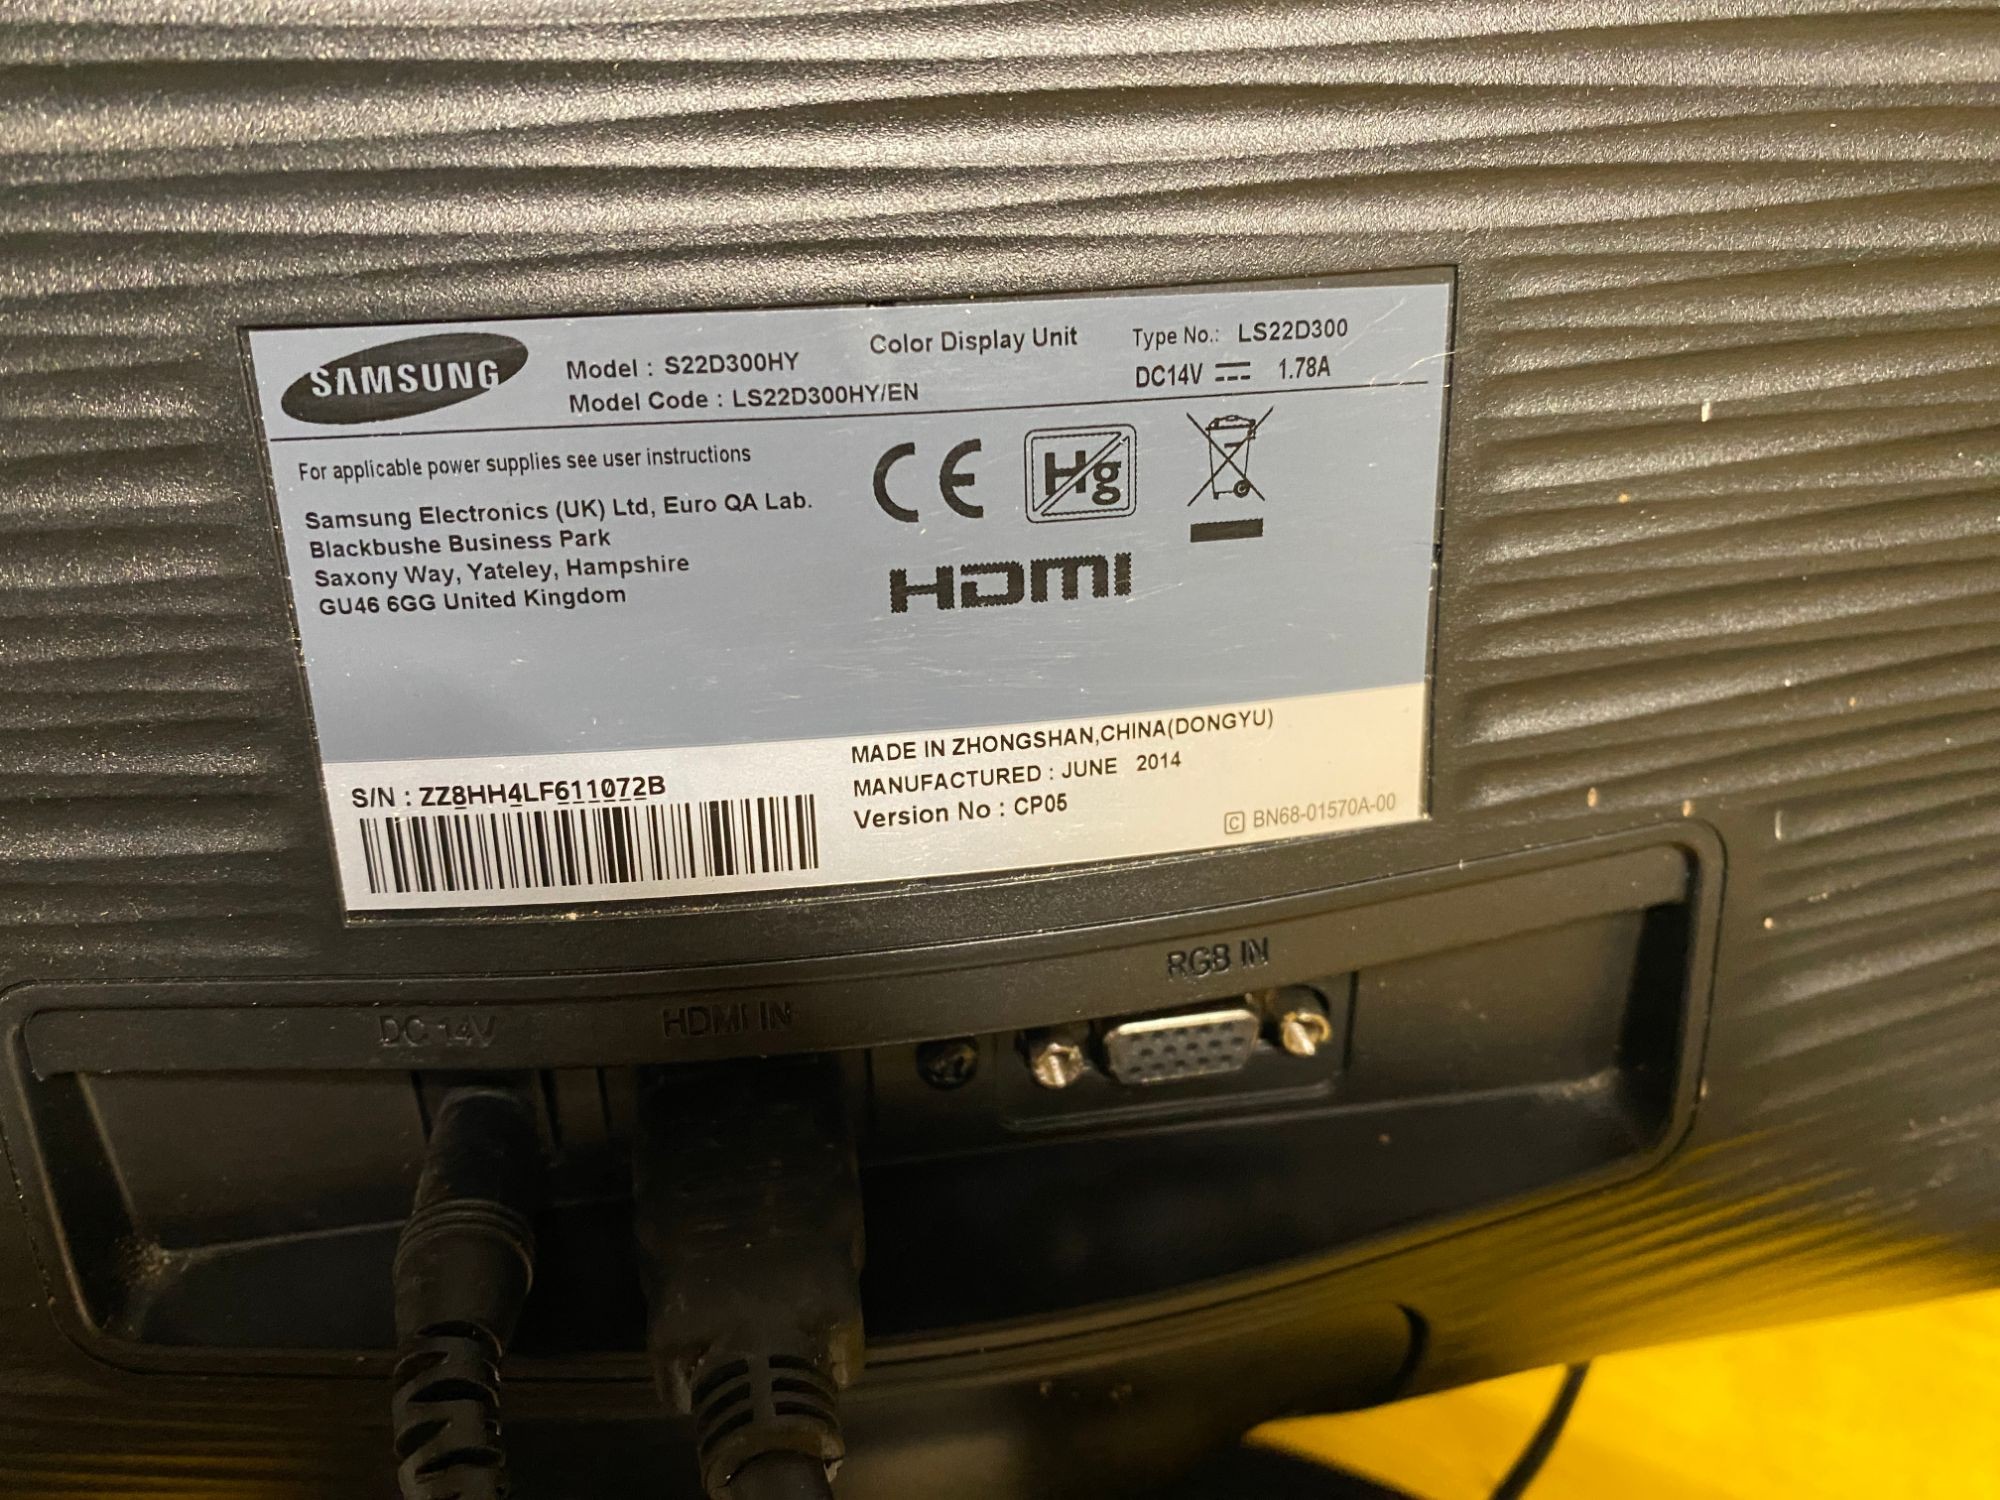 SAMSUNG
Model : S22D300HY
Model Code : LS22D300HY/EN
Color Display Unit
Type No.: LS22D300
DC14V ⎓ 1.78A
For applicable power supplies see user instructions
Samsung Electronics (UK) Ltd, Euro QA Lab.
Blackbushe Business Park
Saxony Way, Yateley, Hampshire
GU46 6GG United Kingdom
CE
Hg
HDMI
S/N : ZZ8HH4LF611072B
MADE IN ZHONGSHAN,CHINA(DONGYU)
MANUFACTURED : JUNE 2014
Version No : CP05
C BN68-01570A-00
DC 14V
HDMI IN
RGB IN